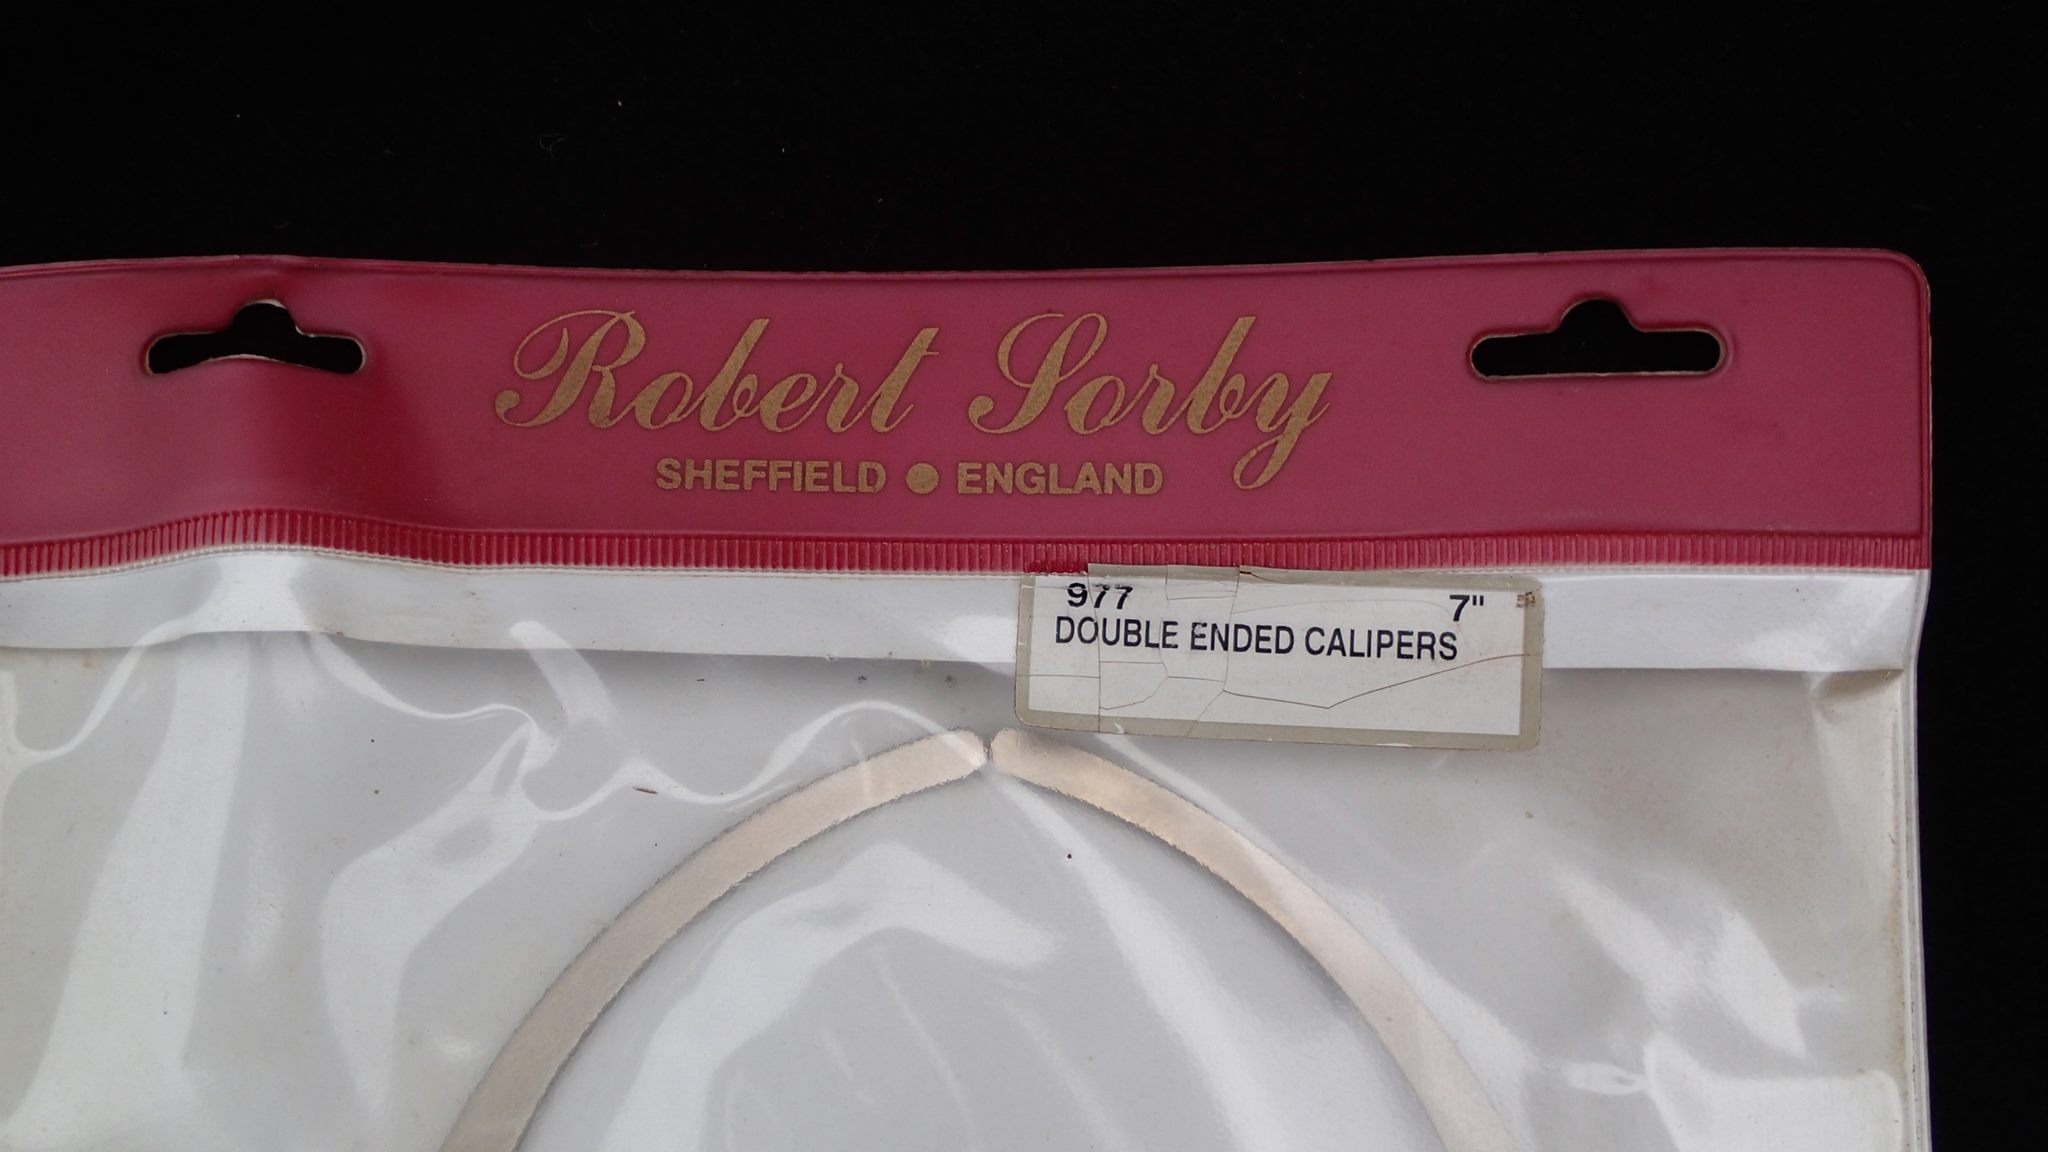 Robert Sorby
SHEFFIELD ● ENGLAND
977 7"
DOUBLE ENDED CALIPERS